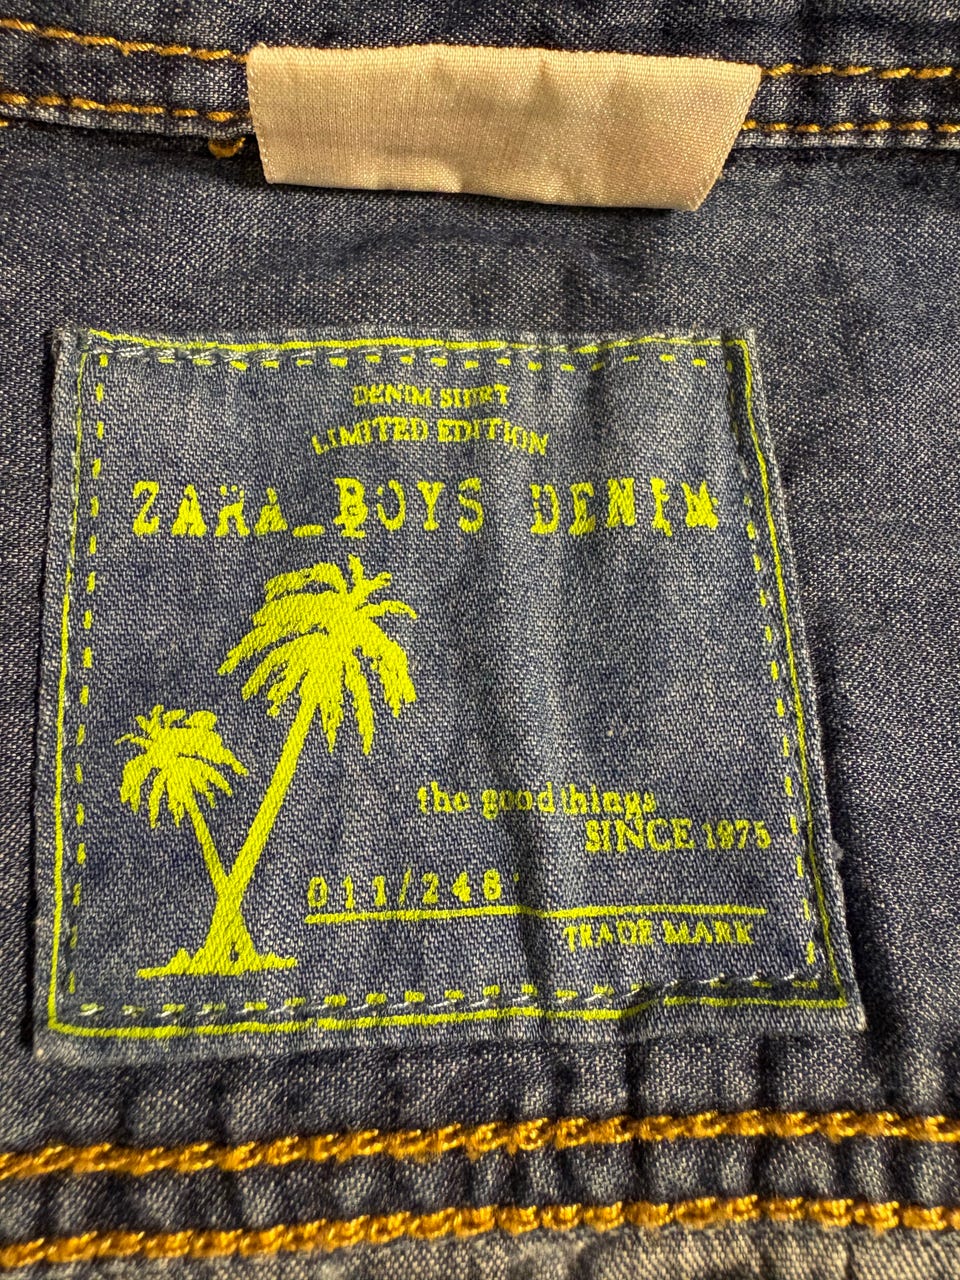 DENIM SHIRT
LIMITED EDITION
ZARA_BOYS DENIM
the good things
SINCE 1975
011/248
TRADE MARK